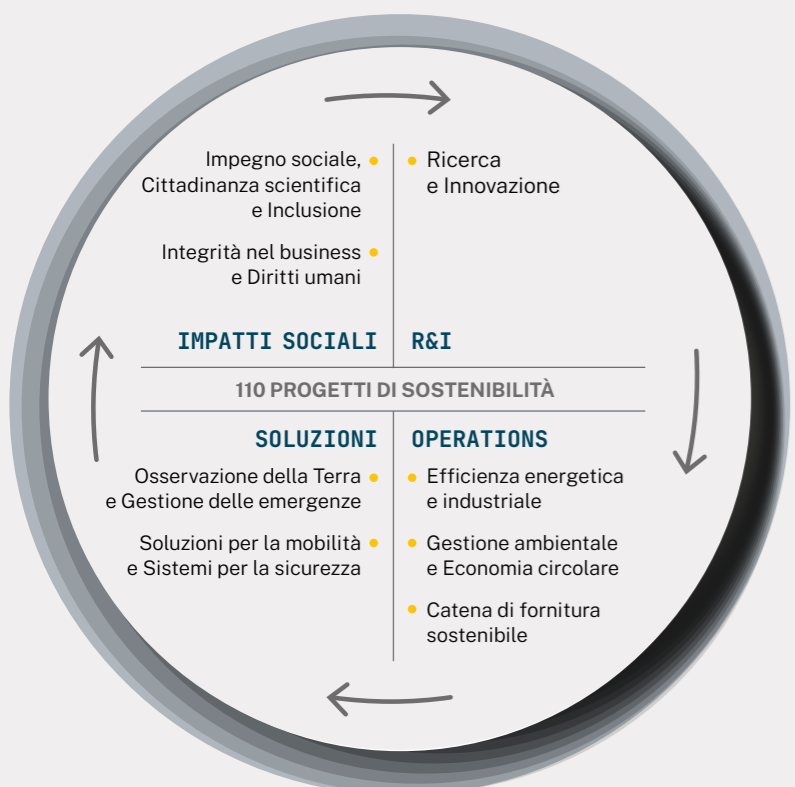 Impegno sociale,
Cittadinanza scientifica
e Inclusione
Integrità nel business
e Diritti umani
IMPATTI SOCIALI
Ricerca
e Innovazione
R&I
110 PROGETTI DI SOSTENIBILITÀ
SOLUZIONI
Osservazione della Terra
e Gestione delle emergenze
Soluzioni per la mobilità
e Sistemi per la sicurezza
OPERATIONS
Efficienza energetica
e industriale
Gestione ambientale
e Economia circolare
Catena di fornitura
sostenibile